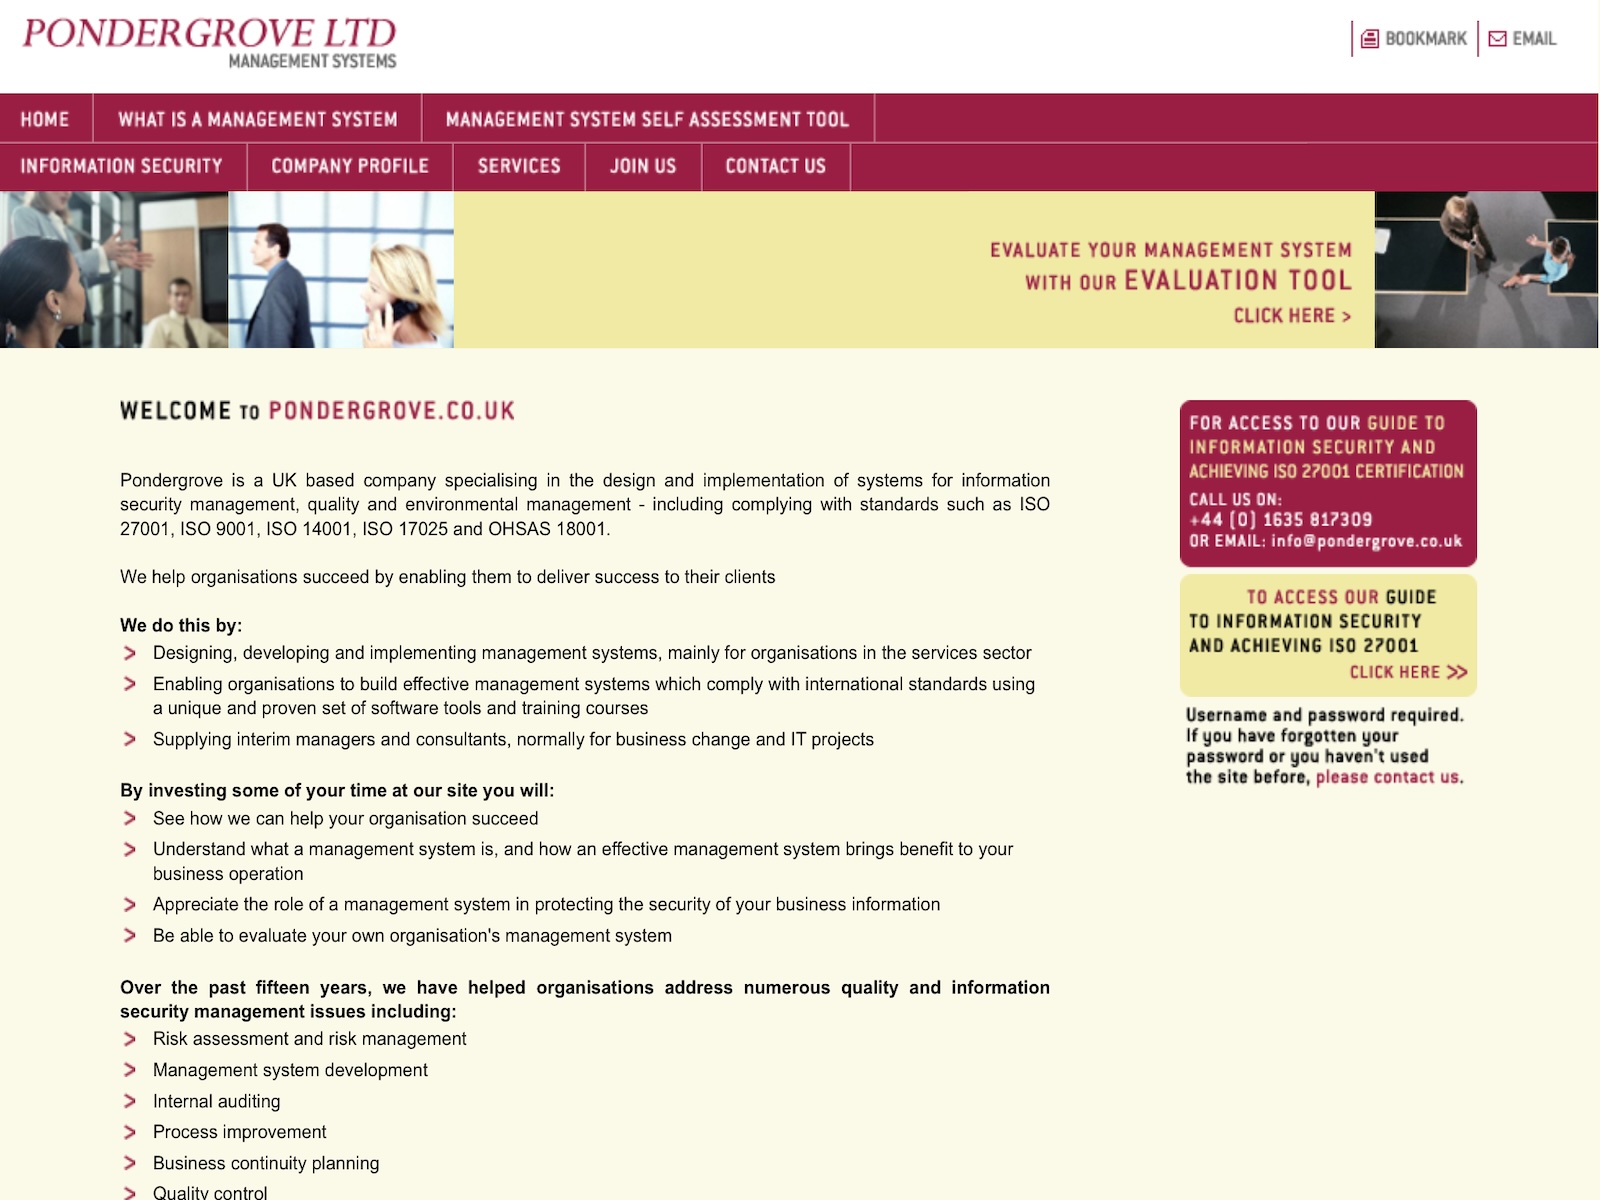 PONDERGROVE LTD
MANAGEMENT SYSTEMS
BOOKMARK
EMAIL
HOME
WHAT IS A MANAGEMENT SYSTEM
MANAGEMENT SYSTEM SELF ASSESSMENT TOOL
INFORMATION SECURITY
COMPANY PROFILE
SERVICES
JOIN US
CONTACT US
EVALUATE YOUR MANAGEMENT SYSTEM
WITH OUR EVALUATION TOOL
CLICK HERE >
WELCOME TO PONDERGROVE.CO.UK
Pondergrove is a UK based company specialising in the design and implementation of systems for information
security management, quality and environmental management - including complying with standards such as ISO
27001, ISO 9001, ISO 14001, ISO 17025 and OHSAS 18001.
We help organisations succeed by enabling them to deliver success to their clients
We do this by:
Designing, developing and implementing management systems, mainly for organisations in the services sector
Enabling organisations to build effective management systems which comply with international standards using
a unique and proven set of software tools and training courses
Supplying interim managers and consultants, normally for business change and IT projects
By investing some of your time at our site you will:
See how we can help your organisation succeed
Understand what a management system is, and how an effective management system brings benefit to your
business operation
Appreciate the role of a management system in protecting the security of your business information
Be able to evaluate your own organisation's management system
Over the past fifteen years, we have helped organisations address numerous quality and information
security management issues including:
Risk assessment and risk management
Management system development
Internal auditing
Process improvement
Business continuity planning
Quality control
FOR ACCESS TO OUR GUIDE TO
INFORMATION SECURITY AND
ACHIEVING ISO 27001 CERTIFICATION
CALL US ON:
+44 (0) 1635 817309
OR EMAIL: info@pondergrove.co.uk
TO ACCESS OUR GUIDE
TO INFORMATION SECURITY
AND ACHIEVING ISO 27001
CLICK HERE >>
Username and password required.
If you have forgotten your
password or you haven't used
the site before, please contact us.